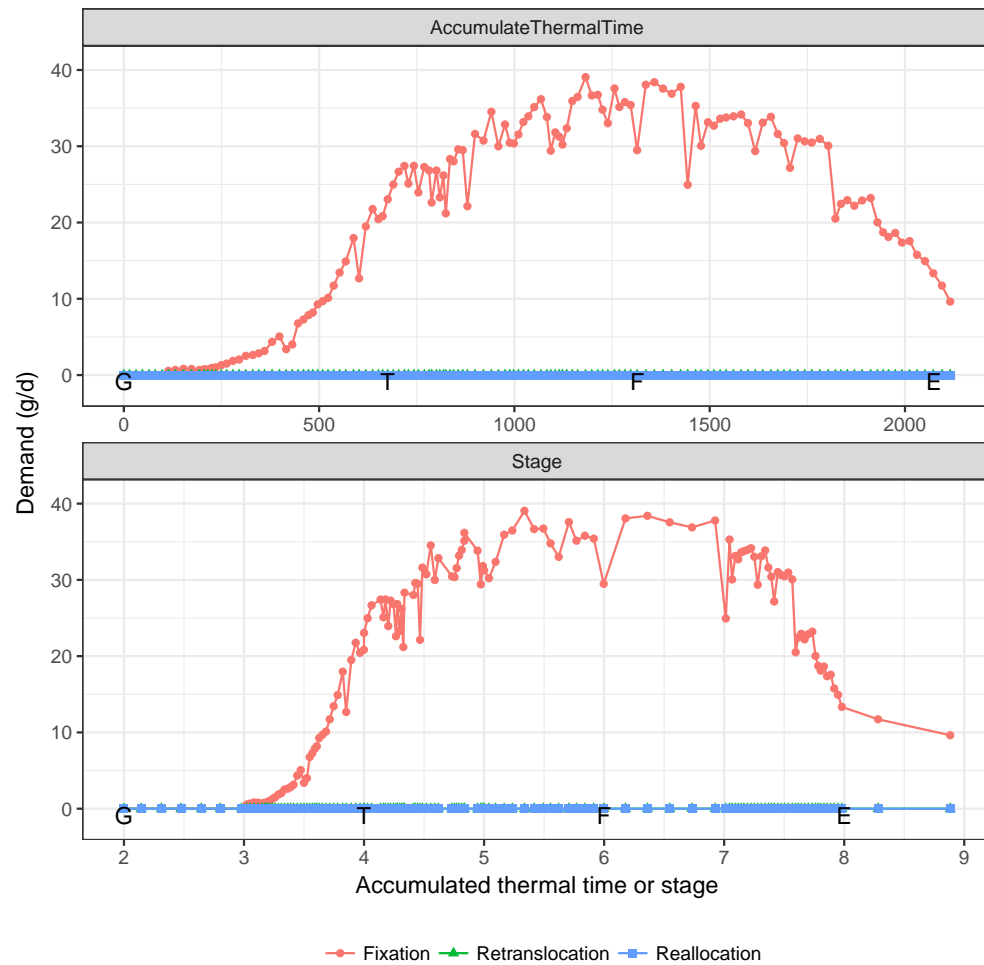 AccumulateThermalTime
40
30
20
10
0
G T F E
0 500 1000 1500 2000
Demand (g/d)
Stage
40
30
20
10
0
G T F E
2 3 4 5 6 7 8 9
Accumulated thermal time or stage
Fixation Retranslocation Reallocation